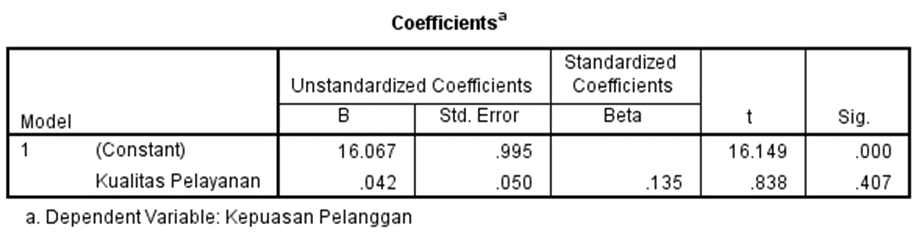 Coefficientsa
Model Unstandardized Coefficients Standardized Coefficients t Sig.
B Std. Error Beta
1 (Constant) 16.067 .995 16.149 .000
Kualitas Pelayanan .042 .050 .135 .838 .407
a. Dependent Variable: Kepuasan Pelanggan